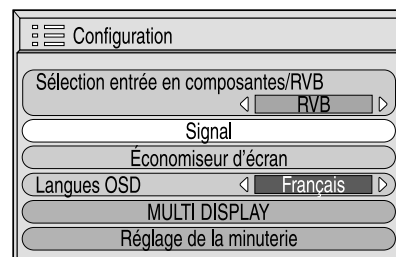 Configuration
Sélection entrée en composantes/RVB
RVB
Signal
Économiseur d'écran
Langues OSD Français
MULTI DISPLAY
Réglage de la minuterie